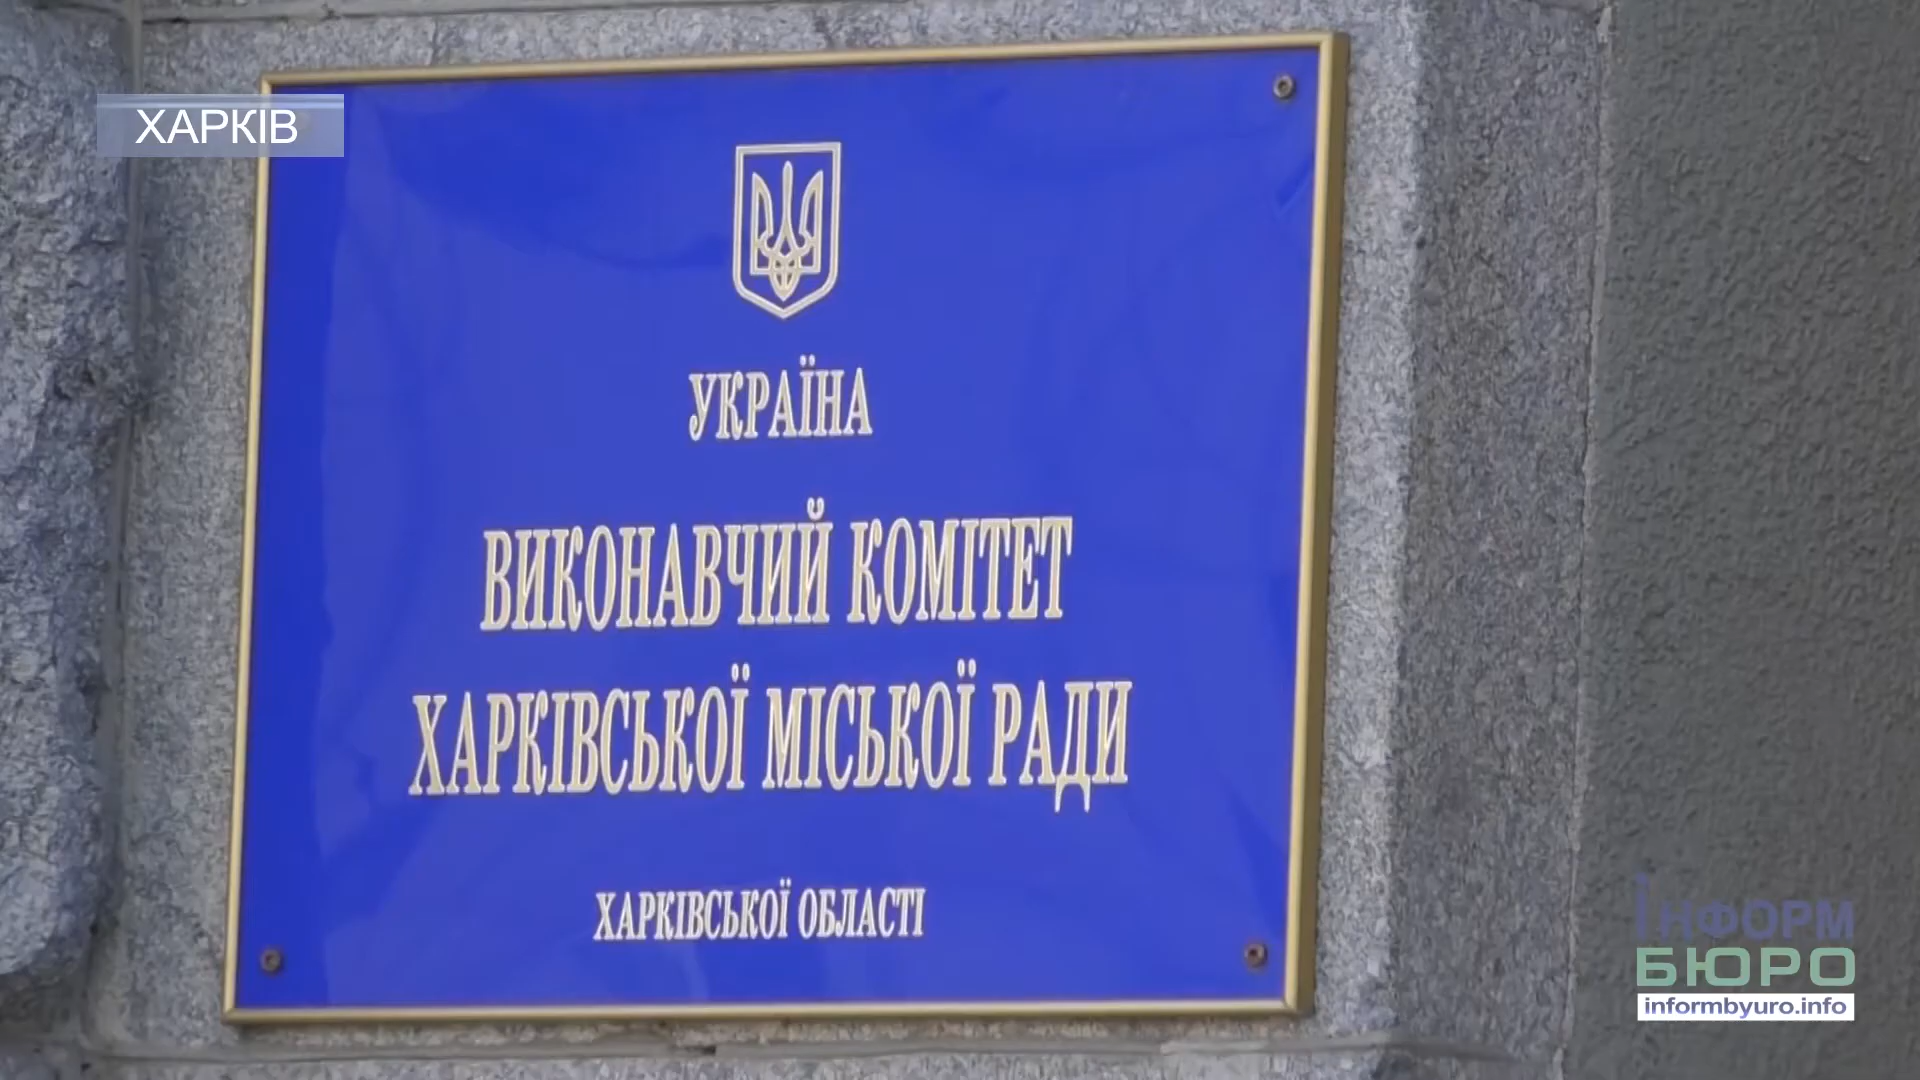 ХАРКІВ
УКРАЇНА
ВИКОНАВЧИЙ КОМІТЕТ
ХАРКІВСЬКОЇ МІСЬКОЇ РАДИ
ХАРКІВСЬКОЇ ОБЛАСТІ
ІНФОРМ
БЮРО
informbyuro.info